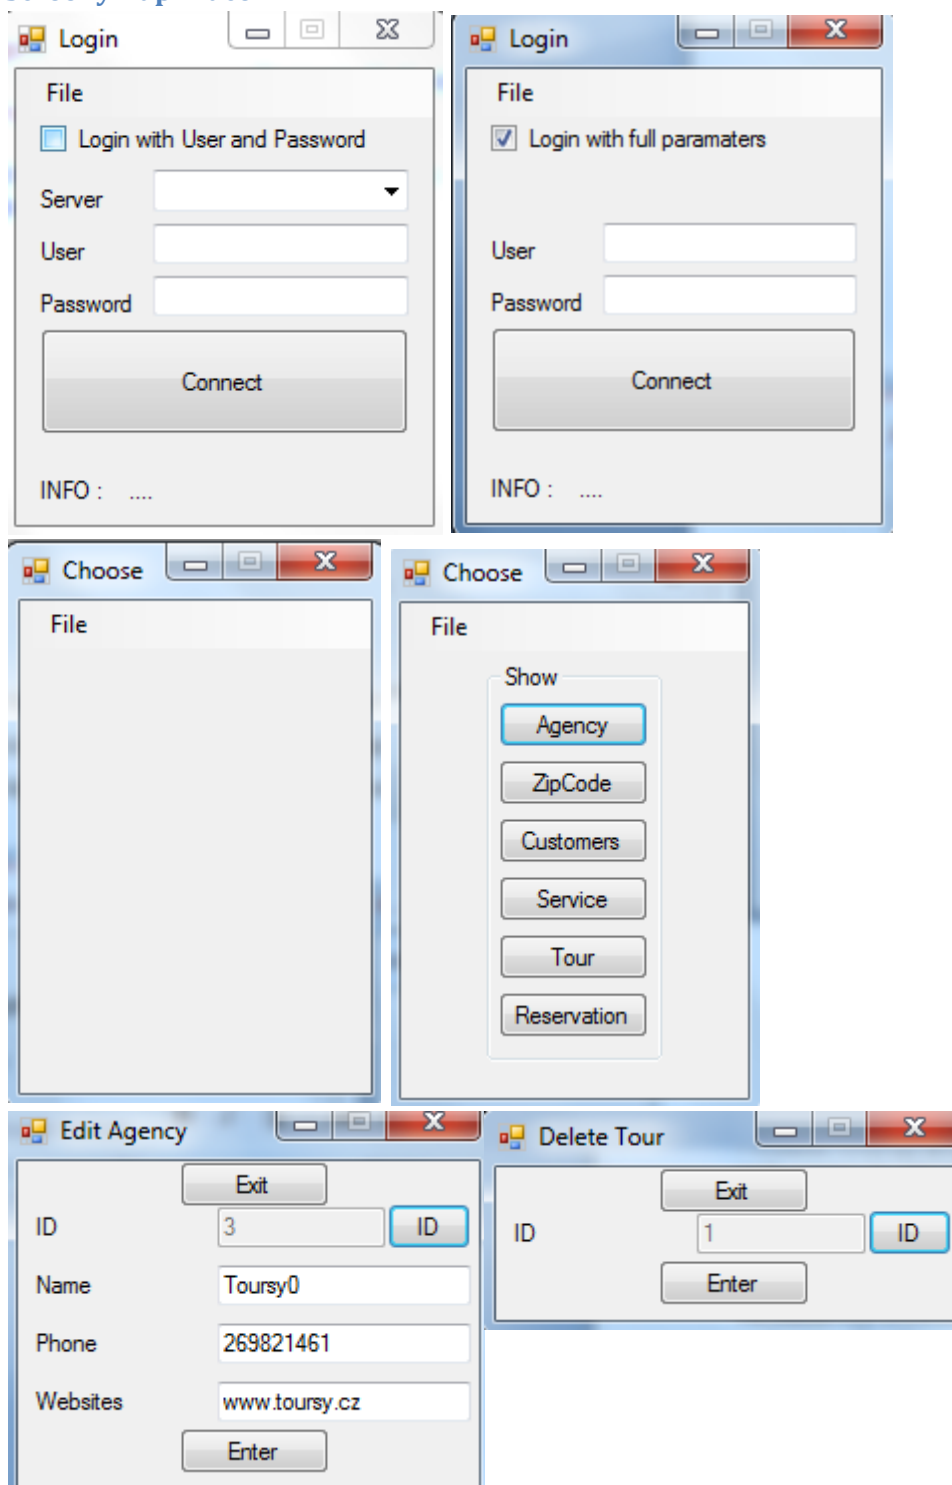 Login
File
Login with User and Password
Server
User
Password
Connect
INFO : ....
Login
File
Login with full paramaters
User
Password
Connect
INFO : ....
Choose
File
Choose
File
Show
Agency
ZipCode
Customers
Service
Tour
Reservation
Edit Agency
Exit
ID 3 ID
Name Toursy0
Phone 269821461
Websites www.toursy.cz
Enter
Delete Tour
Exit
ID 1 ID
Enter